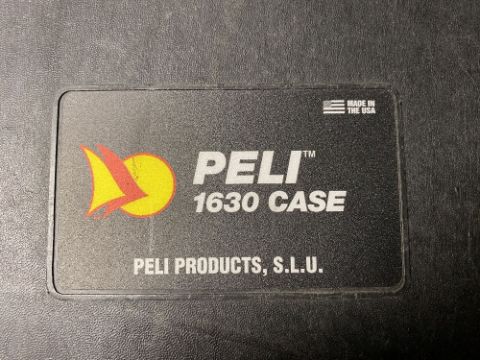 MADE IN
THE USA
PELI™
1630 CASE
PELI PRODUCTS, S.L.U.